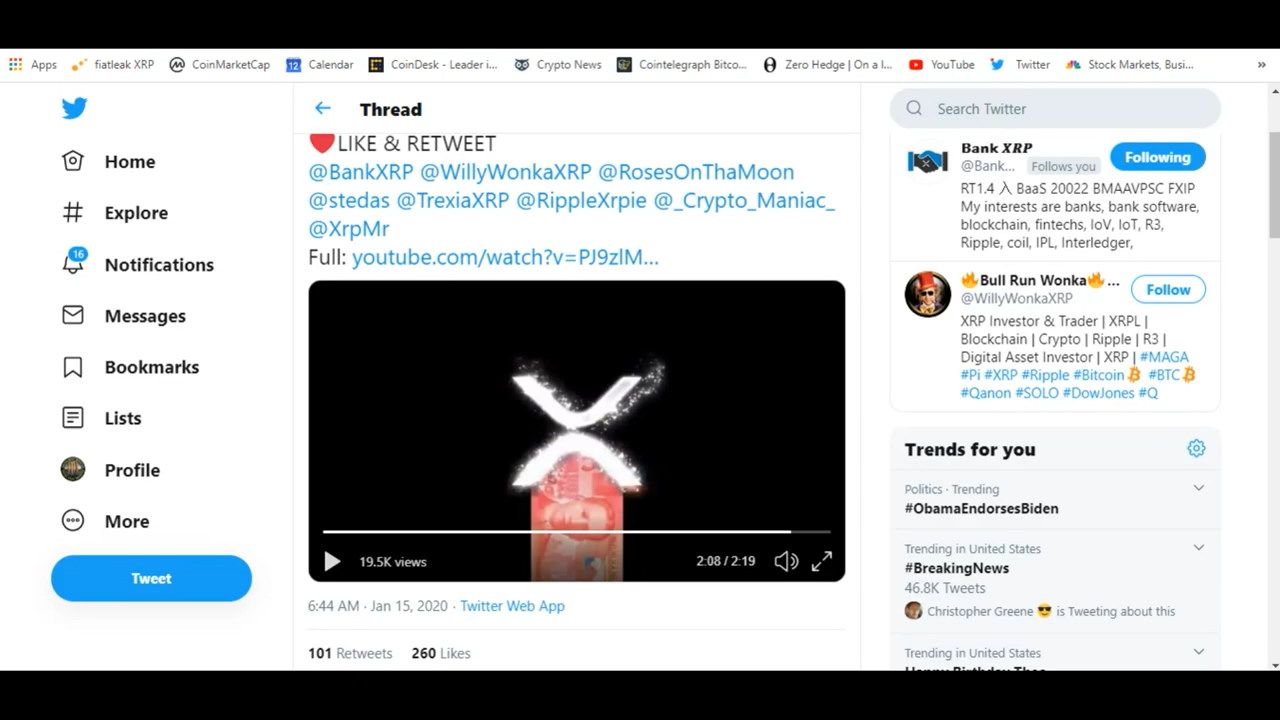 Apps
fiatleak XRP
CoinMarketCap
12
Calendar
CoinDesk - Leader i...
Crypto News
Cointelegraph Bitco...
Zero Hedge | On a l...
YouTube
Twitter
Stock Markets, Busi...
»
Home
Explore
16
Notifications
Messages
Bookmarks
Lists
Profile
More
Tweet
Thread
LIKE & RETWEET
@BankXRP @WillyWonkaXRP @RosesOnThaMoon
@stedas @TrexiaXRP @RippleXrpie @_Crypto_Maniac_
@XrpMr
Full: youtube.com/watch?v=PJ9zlM...
19.5K views
2:08 / 2:19
6:44 AM · Jan 15, 2020 · Twitter Web App
101 Retweets 260 Likes
Search Twitter
Bank XRP
@Bank... Follows you
Following
RT1.4 入 BaaS 20022 BMAAVPSC FXIP
My interests are banks, bank software,
blockchain, fintechs, IoV, IoT, R3,
Ripple, coil, IPL, Interledger,
🔥Bull Run Wonka🔥 ...
@WillyWonkaXRP
Follow
XRP Investor & Trader | XRPL |
Blockchain | Crypto | Ripple | R3 |
Digital Asset Investor | XRP | #MAGA
#Pi #XRP #Ripple #Bitcoin #BTC
#Qanon #SOLO #DowJones #Q
Trends for you
Politics · Trending
#ObamaEndorsesBiden
Trending in United States
#BreakingNews
46.8K Tweets
Christopher Greene 😎 is Tweeting about this
Trending in United States